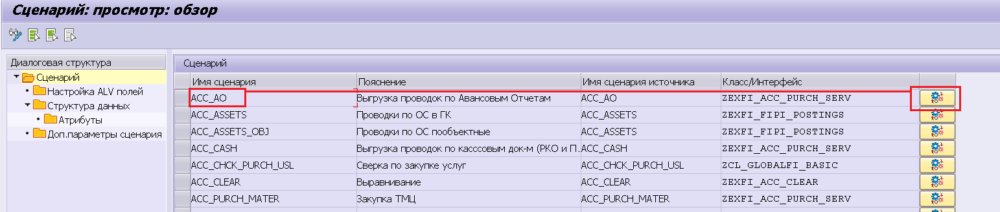 Сценарий: просмотр: обзор
Диалоговая структура
Сценарий
Настройка ALV полей
Структура данных
Атрибуты
Доп.параметры сценария
Сценарий
Имя сценария Пояснение Имя сценария источника Класс/Интерфейс
ACC_AO Выгрузка проводок по Авансовым Отчетам ACC_AO ZEXFI_ACC_PURCH_SERV
ACC_ASSETS Проводки по ОС в ГК ACC_ASSETS ZEXFI_FIPI_POSTINGS
ACC_ASSETS_OBJ Проводки по ОС пообъектные ACC_ASSETS ZEXFI_FIPI_POSTINGS
ACC_CASH Выгрузка проводок по касссовым док-м (РКО и П... ACC_CASH ZEXFI_ACC_PURCH_SERV
ACC_CHCK_PURCH_USL Сверка по закупке услуг ACC_CHCK_PURCH_USL ZCL_GLOBALFI_BASIC
ACC_CLEAR Выравнивание ACC_CLEAR ZEXFI_ACC_CLEAR
ACC_PURCH_MATER Закупка ТМЦ ACC_PURCH_MATER ZEXFI_ACC_PURCH_SERV